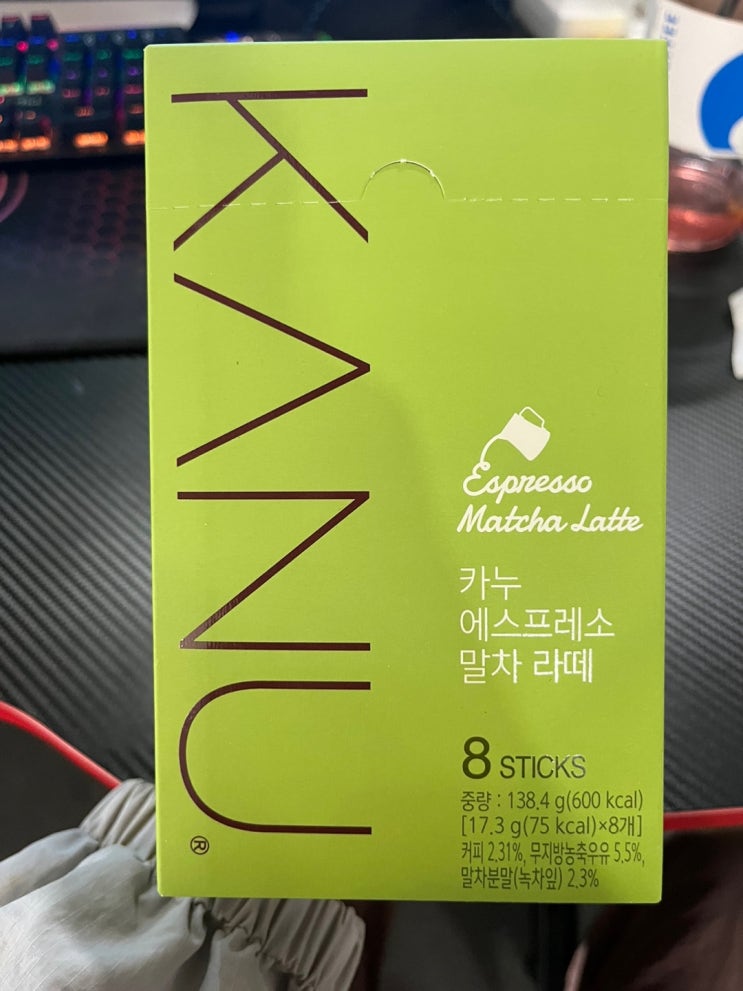 KANU®
Espresso
Matcha Latte
카누
에스프레소
말차 라떼
8 STICKS
중량 : 138.4 g(600 kcal)
[17.3 g(75 kcal)×8개]
커피 2.31%, 무지방농축우유 5.5%,
말차분말(녹차잎) 2.3%